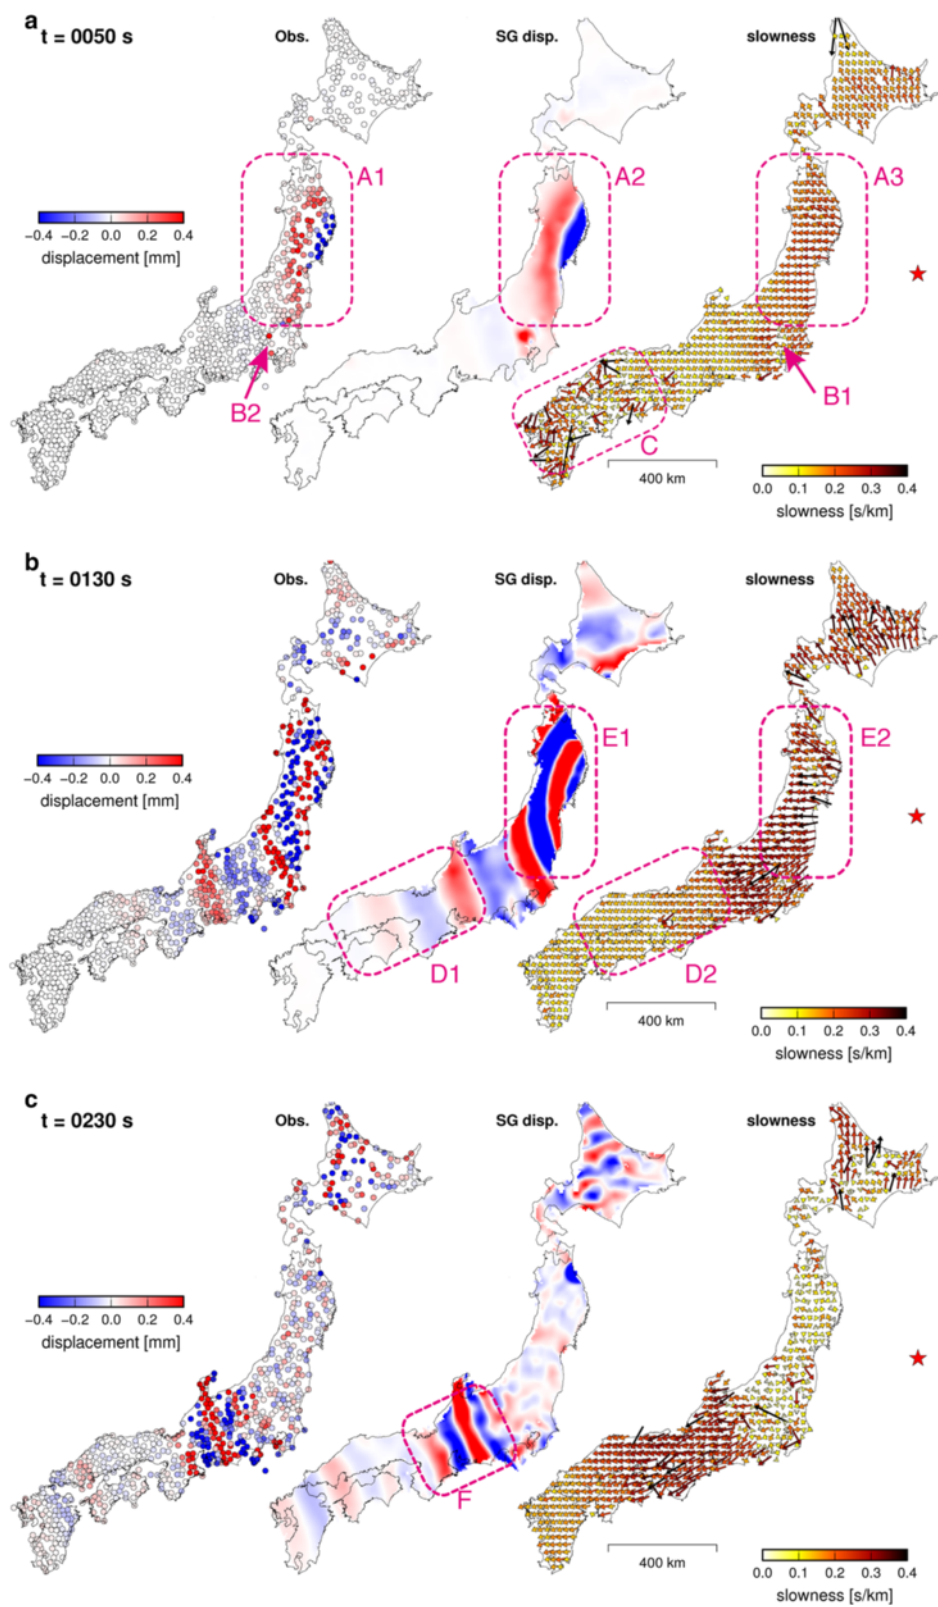 a
t = 0050 s
Obs.
SG disp.
slowness
A1
A2
A3
−0.4 −0.2 0.0 0.2 0.4
displacement [mm]
B2
B1
C
400 km
0.0 0.1 0.2 0.3 0.4
slowness [s/km]
b
t = 0130 s
Obs.
SG disp.
slowness
E1
E2
−0.4 −0.2 0.0 0.2 0.4
displacement [mm]
D1
D2
400 km
0.0 0.1 0.2 0.3 0.4
slowness [s/km]
c
t = 0230 s
Obs.
SG disp.
slowness
−0.4 −0.2 0.0 0.2 0.4
displacement [mm]
F
400 km
0.0 0.1 0.2 0.3 0.4
slowness [s/km]